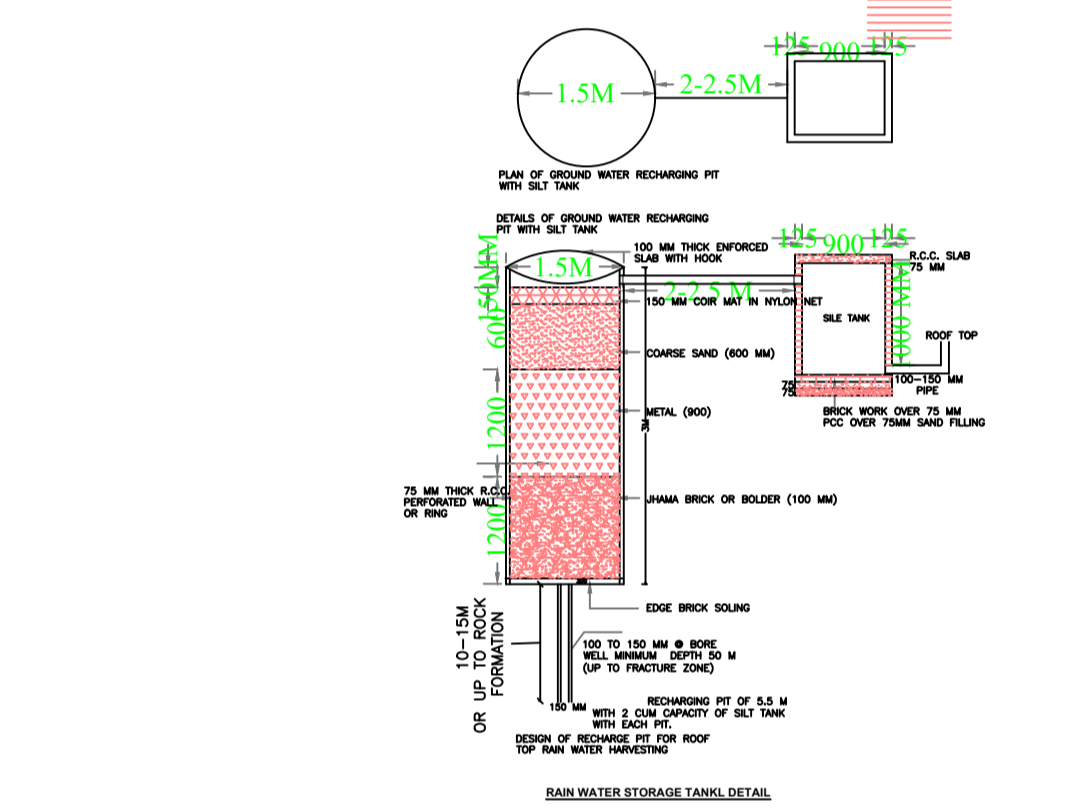 125 900 125
1.5M
2-2.5M
PLAN OF GROUND WATER RECHARGING PIT
WITH SILT TANK
DETAILS OF GROUND WATER RECHARGING
PIT WITH SILT TANK
125 900 125
100 MM THICK ENFORCED
SLAB WITH HOOK
R.C.C. SLAB
75 MM
1.5M
2-2.5 M
150 MM COIR MAT IN NYLON NET
600
SILE TANK
ROOF TOP
COARSE SAND (600 MM)
100-150 MM
PIPE
75
75
BRICK WORK OVER 75 MM
PCC OVER 75MM SAND FILLING
METAL (900)
3M
1200
75 MM THICK R.C.C.
PERFORATED WALL
OR RING
JHAMA BRICK OR BOLDER (100 MM)
1200
EDGE BRICK SOLING
10-15M
OR UP TO ROCK
FORMATION
100 TO 150 MM @ BORE
WELL MINIMUM DEPTH 50 M
(UP TO FRACTURE ZONE)
150 MM
RECHARGING PIT OF 5.5 M
WITH 2 CUM CAPACITY OF SILT TANK
WITH EACH PIT.
DESIGN OF RECHARGE PIT FOR ROOF
TOP RAIN WATER HARVESTING
RAIN WATER STORAGE TANKL DETAIL